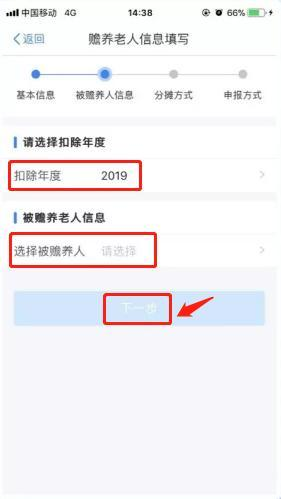 中国移动 4G 14:38 66%
返回 赡养老人信息填写
基本信息 被赡养人信息 分摊方式 申报方式
请选择扣除年度
扣除年度 2019
被赡养老人信息
选择被赡养人 请选择
下一步